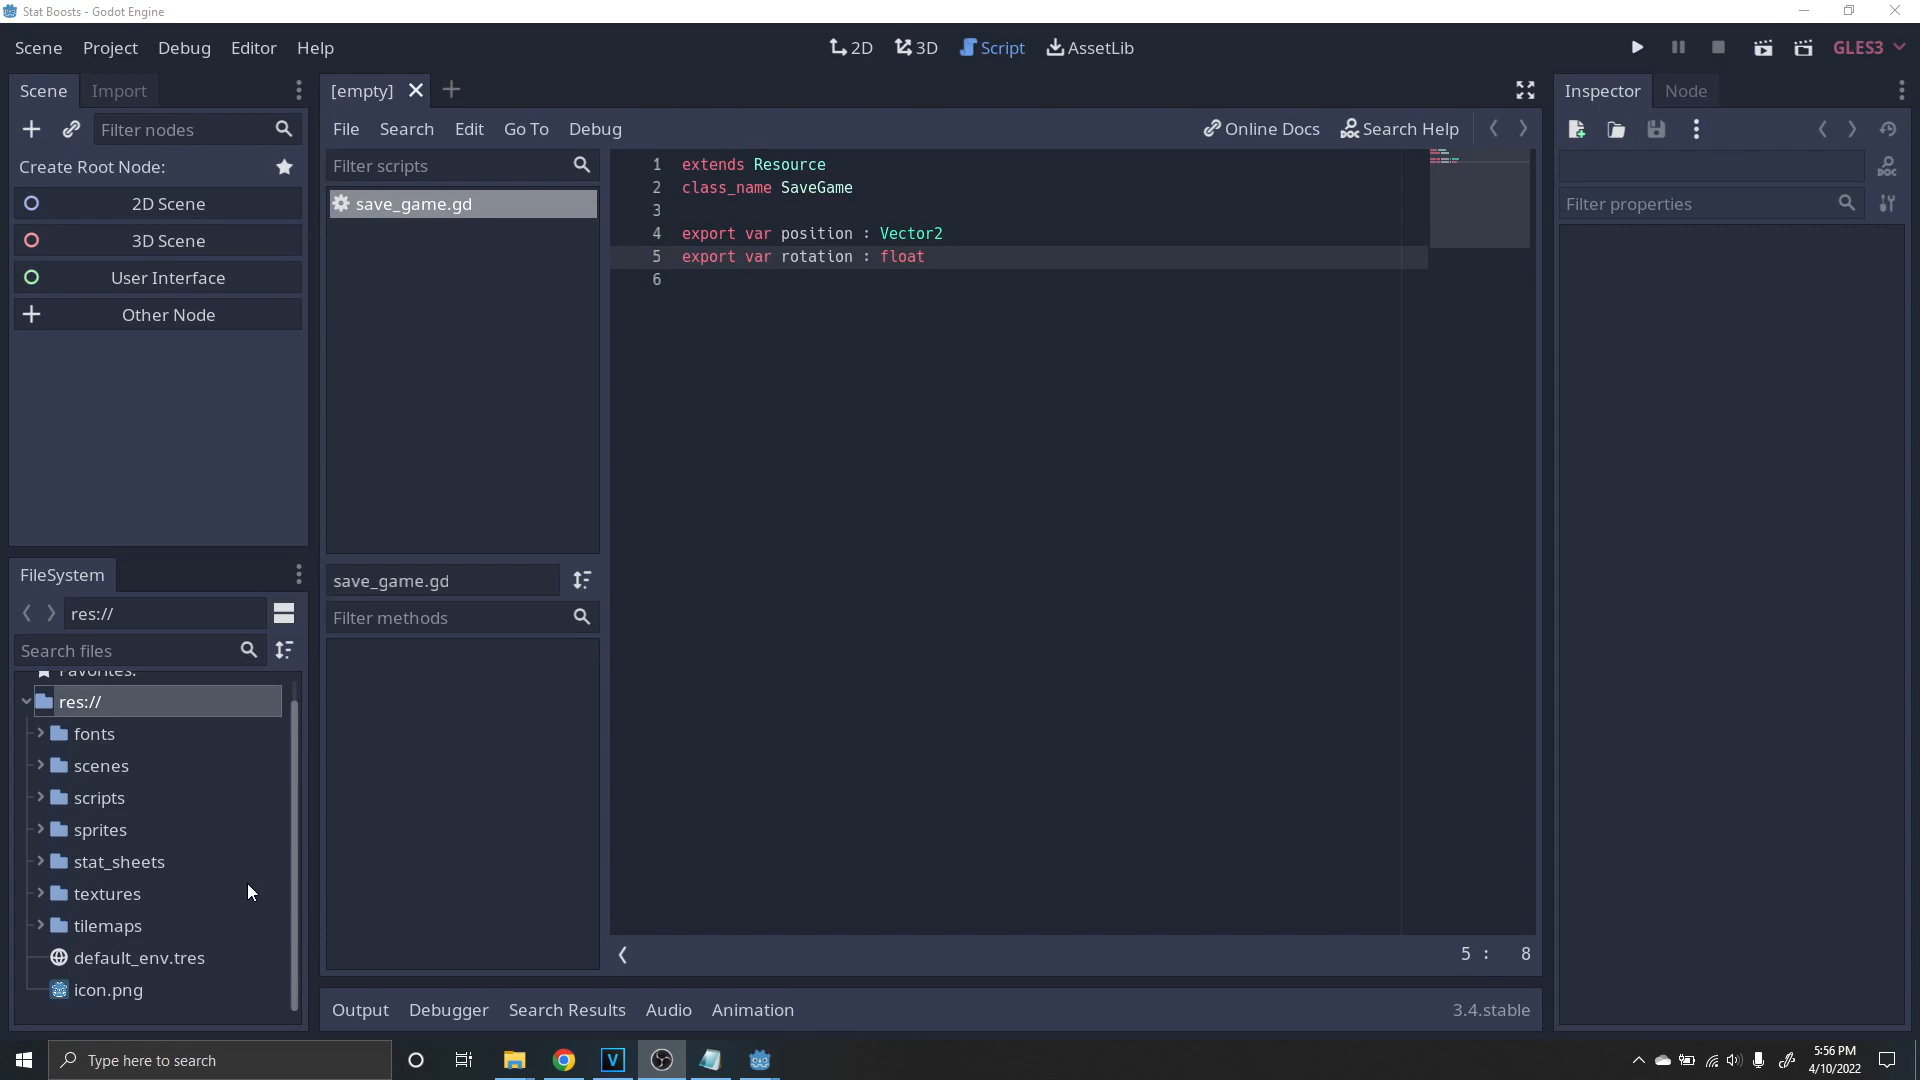 Stat Boosts - Godot Engine
Scene Project Debug Editor Help
2D 3D Script AssetLib
GLES3
Scene Import
[empty]
Inspector Node
Filter nodes
File Search Edit Go To Debug
Online Docs Search Help
Create Root Node:
2D Scene
3D Scene
User Interface
Other Node
Filter scripts
save_game.gd
1 extends Resource
2 class_name SaveGame
3
4 export var position : Vector2
5 export var rotation : float
6
Filter properties
save_game.gd
Filter methods
FileSystem
res://
Search files
Favorites:
res://
fonts
scenes
scripts
sprites
stat_sheets
textures
tilemaps
default_env.tres
icon.png
5 : 8
Output Debugger Search Results Audio Animation
3.4.stable
Type here to search
V
5:56 PM
4/10/2022